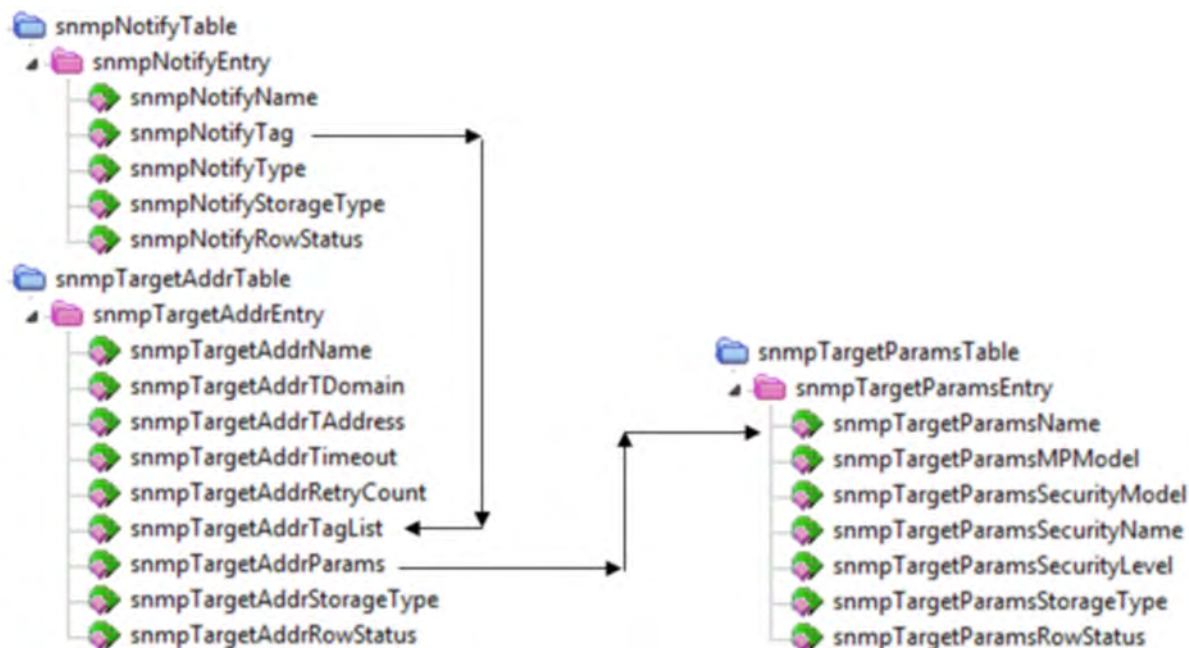 snmpNotifyTable
snmpNotifyEntry
snmpNotifyName
snmpNotifyTag
snmpNotifyType
snmpNotifyStorageType
snmpNotifyRowStatus
snmpTargetAddrTable
snmpTargetAddrEntry
snmpTargetAddrName
snmpTargetAddrTDomain
snmpTargetAddrTAddress
snmpTargetAddrTimeout
snmpTargetAddrRetryCount
snmpTargetAddrTagList
snmpTargetAddrParams
snmpTargetAddrStorageType
snmpTargetAddrRowStatus
snmpTargetParamsTable
snmpTargetParamsEntry
snmpTargetParamsName
snmpTargetParamsMPModel
snmpTargetParamsSecurityModel
snmpTargetParamsSecurityName
snmpTargetParamsSecurityLevel
snmpTargetParamsStorageType
snmpTargetParamsRowStatus